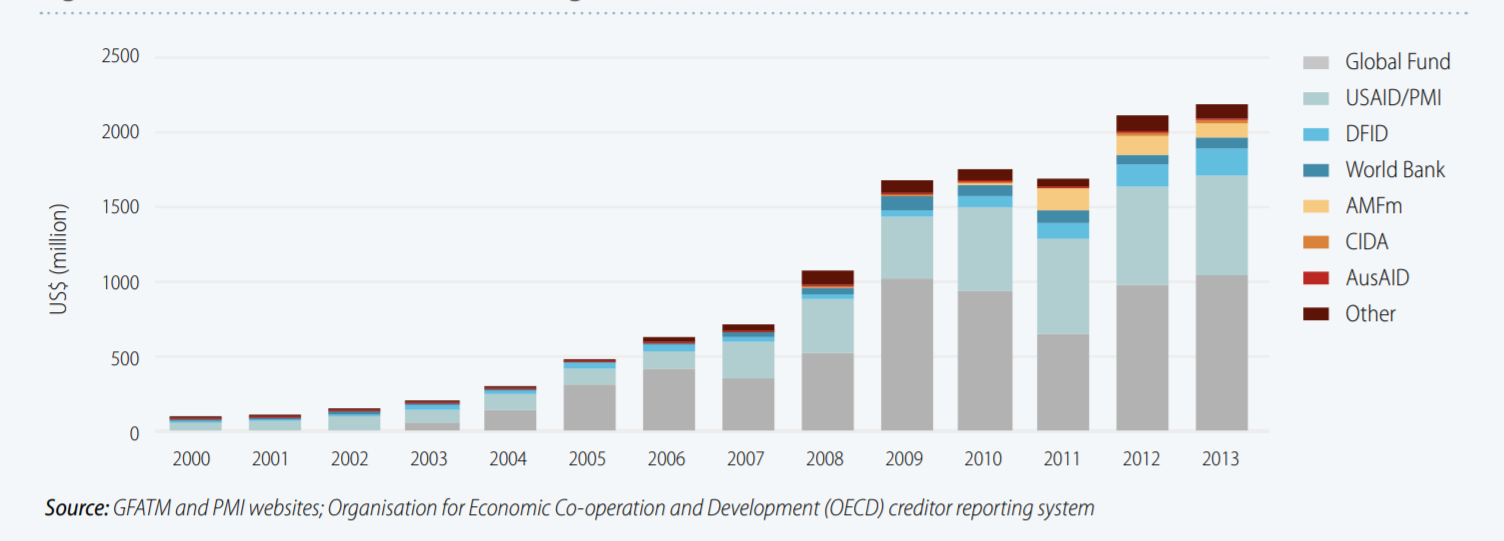 2500
2000
1500
1000
500
0
US$ (million)
2000 2001 2002 2003 2004 2005 2006 2007 2008 2009 2010 2011 2012 2013
Global Fund
USAID/PMI
DFID
World Bank
AMFm
CIDA
AusAID
Other
Source: GFATM and PMI websites; Organisation for Economic Co-operation and Development (OECD) creditor reporting system